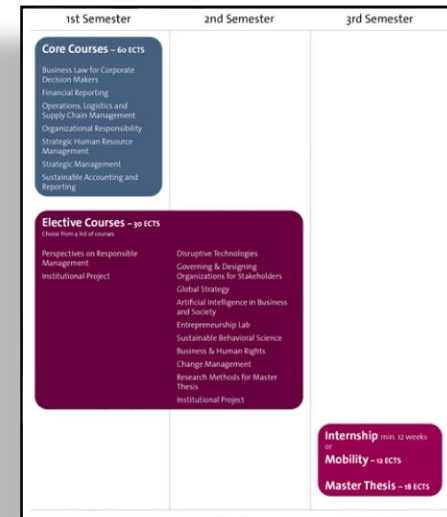 1st Semester
2nd Semester
3rd Semester
Core Courses – 60 ECTS
Business Law for Corporate
Decision Makers
Financial Reporting
Operations, Logistics and
Supply Chain Management
Organizational Responsibility
Strategic Human Resource
Management
Strategic Management
Sustainable Accounting and
Reporting
Elective Courses – 30 ECTS
Choice from a list of courses
Perspectives on Responsible
Management
Institutional Project
Disruptive Technologies
Governing & Designing
Organizations for Stakeholders
Global Strategy
Artificial Intelligence in Business
and Society
Entrepreneurship Lab
Sustainable Behavioral Science
Business & Human Rights
Change Management
Research Methods for Master
Thesis
Institutional Project
Internship min. 12 weeks
or
Mobility – 12 ECTS
Master Thesis – 18 ECTS